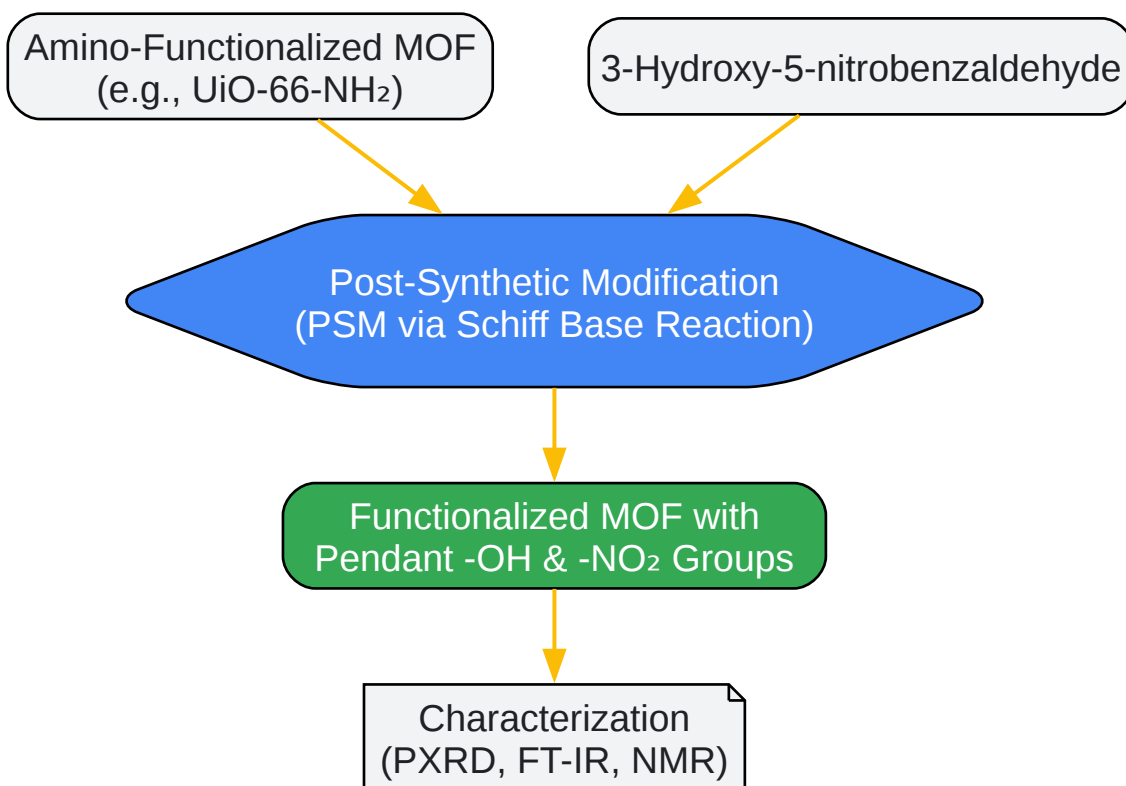 Amino-Functionalized MOF
(e.g., UiO-66-NH₂)
3-Hydroxy-5-nitrobenzaldehyde
Post-Synthetic Modification
(PSM via Schiff Base Reaction)
Functionalized MOF with
Pendant -OH & -NO₂ Groups
Characterization
(PXRD, FT-IR, NMR)